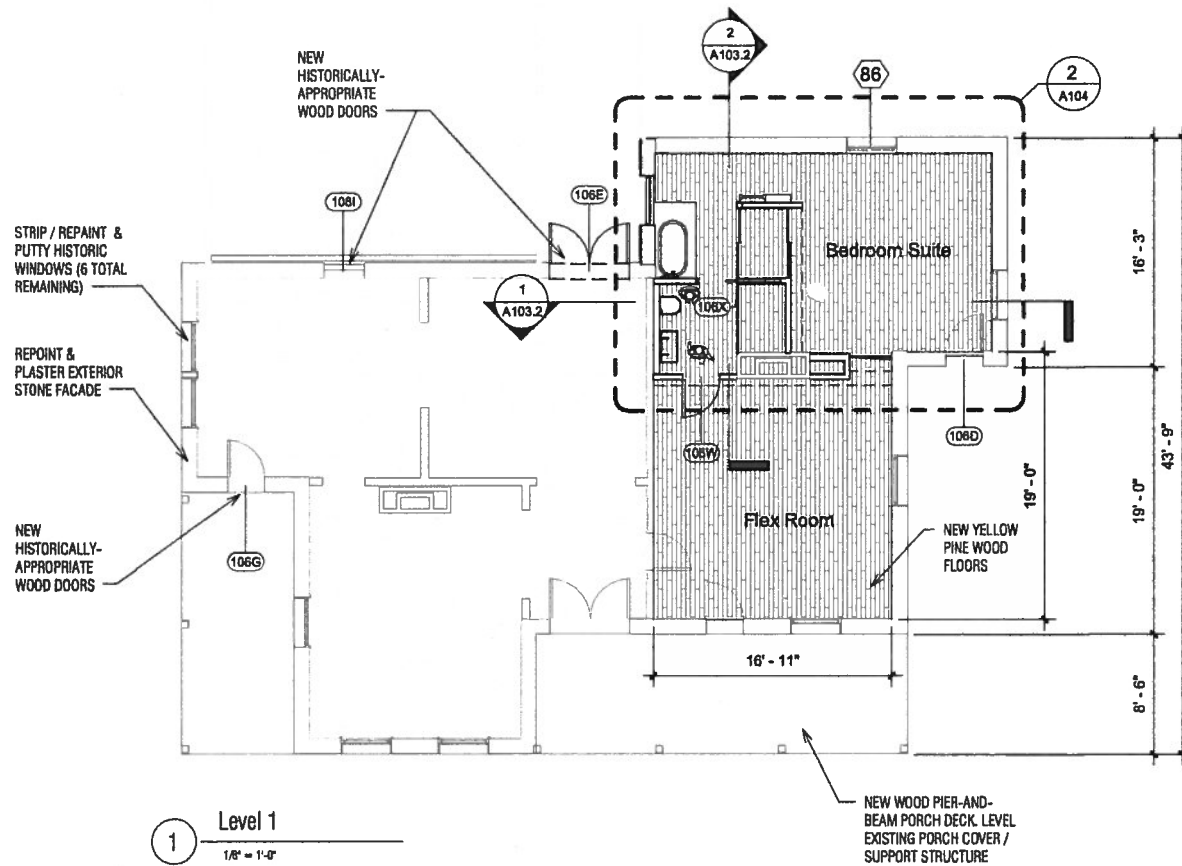 NEW
HISTORICALLY-
APPROPRIATE
WOOD DOORS
2
A103.2
86
2
A104
108I
106E
STRIP / REPAINT &
PUTTY HISTORIC
WINDOWS (6 TOTAL
REMAINING)
Bedroom Suite
16' - 3"
1
A103.2
106X
REPOINT &
PLASTER EXTERIOR
STONE FACADE
106D
106W
43' - 9"
19' - 0"
19' - 0"
Flex Room
NEW YELLOW
PINE WOOD
FLOORS
NEW
HISTORICALLY-
APPROPRIATE
WOOD DOORS
106G
16' - 11"
8' - 6"
NEW WOOD PIER-AND-
BEAM PORCH DECK. LEVEL
EXISTING PORCH COVER /
SUPPORT STRUCTURE
1
Level 1
1/8" = 1'-0"